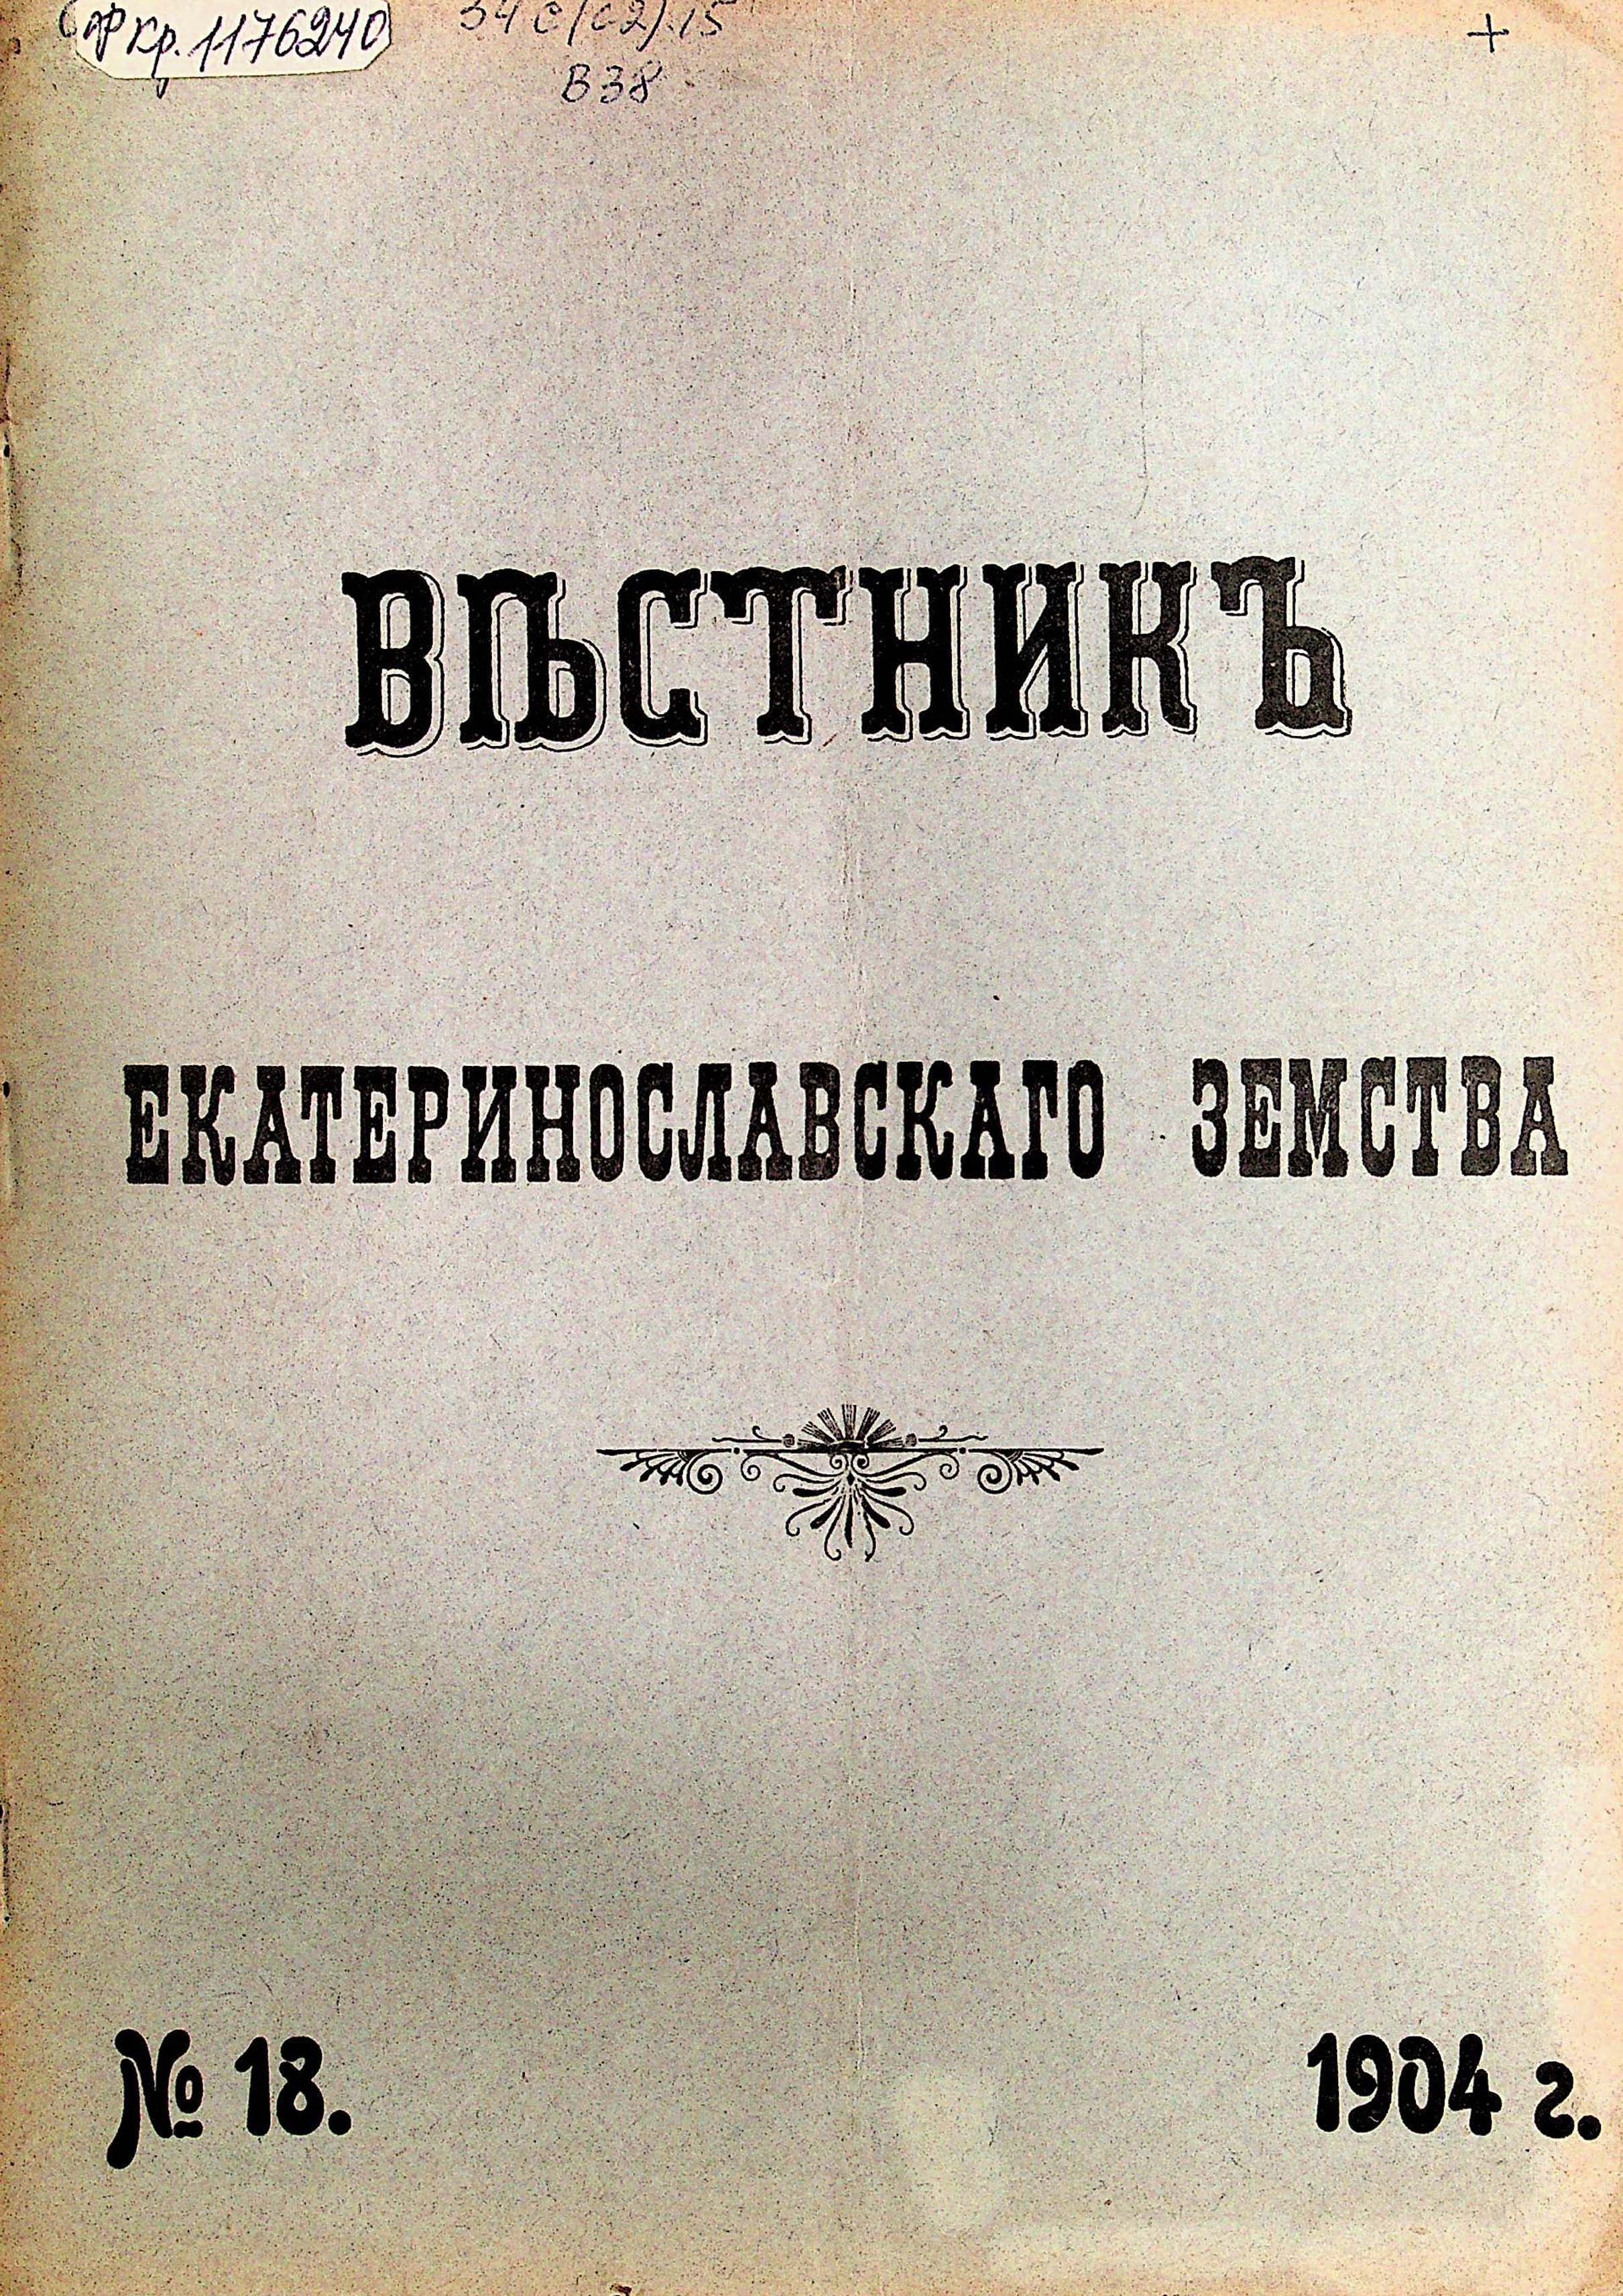 Кр. 1176240
34С(С2).15
В38
ВѢСТНИКЪ
ЕКАТЕРИНОСЛАВСКАГО ЗЕМСТВА
№ 18.
1904 г.